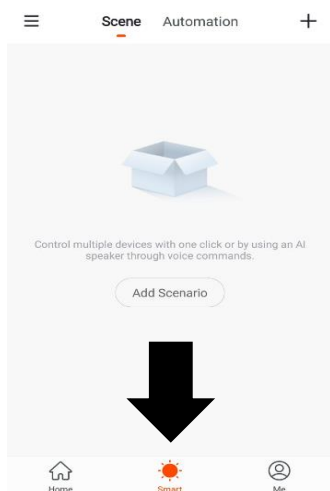 Scene Automation
Control multiple devices with one click or by using an AI
speaker through voice commands.
Add Scenario
Home Smart Me